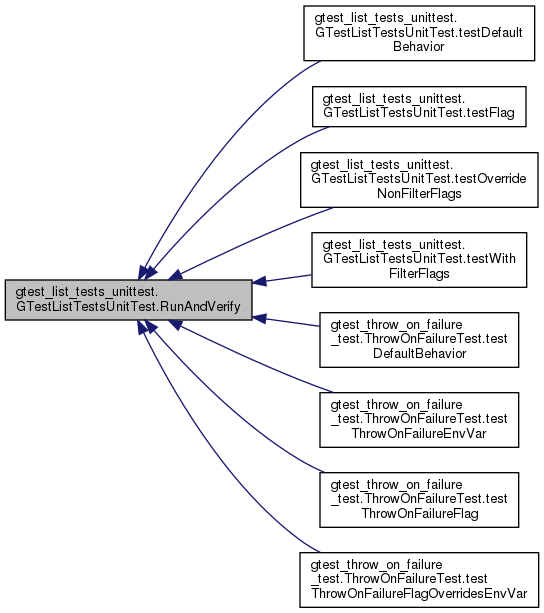 gtest_list_tests_unittest.
GTestListTestsUnitTest.testDefault
Behavior
gtest_list_tests_unittest.
GTestListTestsUnitTest.testFlag
gtest_list_tests_unittest.
GTestListTestsUnitTest.testOverride
NonFilterFlags
gtest_list_tests_unittest.
GTestListTestsUnitTest.testWith
FilterFlags
gtest_list_tests_unittest.
GTestListTestsUnitTest.RunAndVerify
gtest_throw_on_failure
_test.ThrowOnFailureTest.test
DefaultBehavior
gtest_throw_on_failure
_test.ThrowOnFailureTest.test
ThrowOnFailureEnvVar
gtest_throw_on_failure
_test.ThrowOnFailureTest.test
ThrowOnFailureFlag
gtest_throw_on_failure
_test.ThrowOnFailureTest.test
ThrowOnFailureFlagOverridesEnvVar